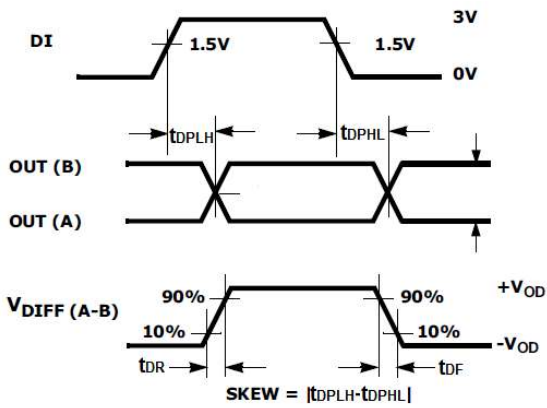 3V
DI
1.5V
1.5V
0V
tDPLH
tDPHL
OUT (B)
OUT (A)
+VOD
VDIFF (A-B)
90%
90%
10%
10%
-VOD
tDR
tDF
SKEW = |tDPLH-tDPHL|